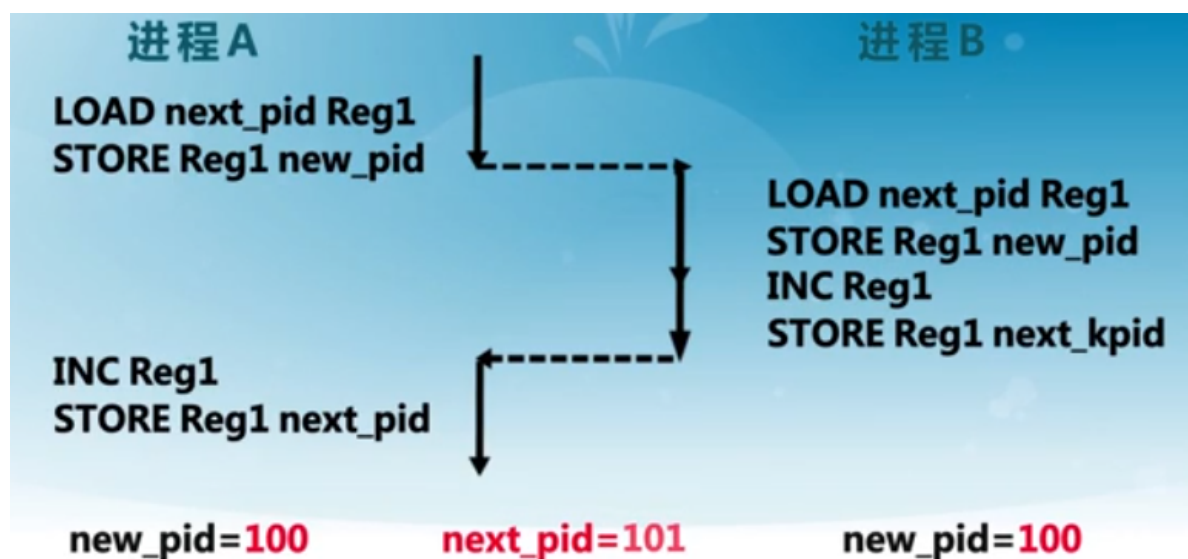 进程A
进程B
LOAD next_pid Reg1
STORE Reg1 new_pid
LOAD next_pid Reg1
STORE Reg1 new_pid
INC Reg1
STORE Reg1 next_kpid
INC Reg1
STORE Reg1 next_pid
new_pid=100
next_pid=101
new_pid=100